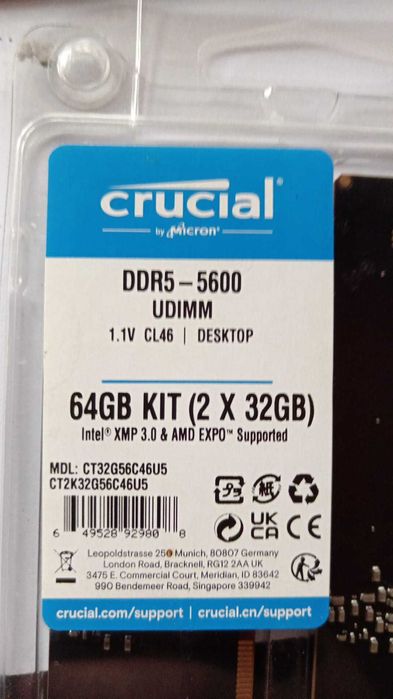 crucial®
by Micron®
DDR5 – 5600
UDIMM
1.1V CL46 | DESKTOP
64GB KIT (2 X 32GB)
Intel® XMP 3.0 & AMD EXPO™ Supported
MDL: CT32G56C46U5
CT2K32G56C46U5
プラ
紙
6 49528 92980 8
UK
CA
CE
Leopoldstrasse 250 Munich, 80807 Germany
London Road, Bracknell, RG12 2AA UK
3475 E. Commercial Court, Meridian, ID 83642
990 Bendemeer Road, Singapore 339942
crucial.com/support | crucial.cn/support